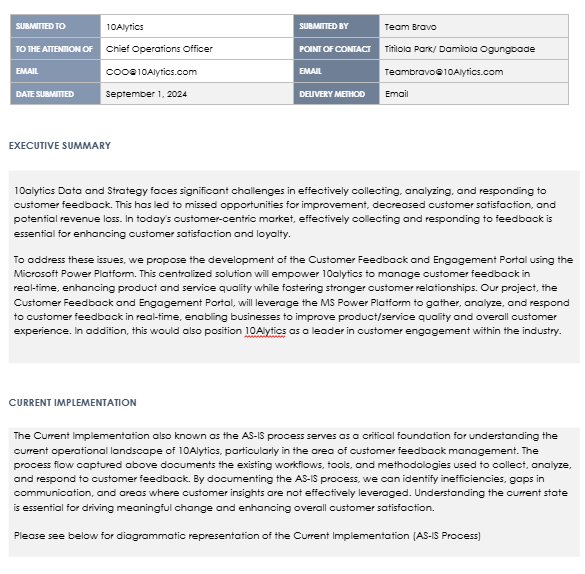 SUBMITTED TO 10Alytics SUBMITTED BY Team Bravo
TO THE ATTENTION OF Chief Operations Officer POINT OF CONTACT Titilola Park/ Damilola Ogungbade
EMAIL COO@10Alytics.com EMAIL Teambravo@10Alytics.com
DATE SUBMITTED September 1, 2024 DELIVERY METHOD Email
EXECUTIVE SUMMARY
10alytics Data and Strategy faces significant challenges in effectively collecting, analyzing, and responding to
customer feedback. This has led to missed opportunities for improvement, decreased customer satisfaction, and
potential revenue loss. In today's customer-centric market, effectively collecting and responding to feedback is
essential for enhancing customer satisfaction and loyalty.
To address these issues, we propose the development of the Customer Feedback and Engagement Portal using the
Microsoft Power Platform. This centralized solution will empower 10alytics to manage customer feedback in
real-time, enhancing product and service quality while fostering stronger customer relationships. Our project, the
Customer Feedback and Engagement Portal, will leverage the MS Power Platform to gather, analyze, and respond
to customer feedback in real-time, enabling businesses to improve product/service quality and overall customer
experience. In addition, this would also position 10Alytics as a leader in customer engagement within the industry.
CURRENT IMPLEMENTATION
The Current Implementation also known as the AS-IS process serves as a critical foundation for understanding the
current operational landscape of 10Alytics, particularly in the area of customer feedback management. The
process flow captured above documents the existing workflows, tools, and methodologies used to collect, analyze,
and respond to customer feedback. By documenting the AS-IS process, we can identify inefficiencies, gaps in
communication, and areas where customer insights are not effectively leveraged. Understanding the current state
is essential for driving meaningful change and enhancing overall customer satisfaction.
Please see below for diagrammatic representation of the Current Implementation (AS-IS Process)